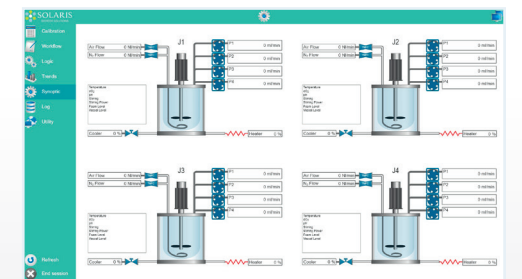 SOLARIS
Calibration
Workflow
Logic
Trends
Synoptic
Log
Utility
Refresh
End session
J1
Air Flow 0 Nl/min
N₂ Flow 0 Nl/min
P1 0 ml/min
P2 0 ml/min
P3 0 ml/min
P4 0 ml/min
Temperature
pO₂
pH
Stirring
Stirring Power
Foam Level
Vessel Level
Cooler 0 %
Heater 0 %
J2
Air Flow 0 Nl/min
N₂ Flow 0 Nl/min
P1 0 ml/min
P2 0 ml/min
P3 0 ml/min
P4 0 ml/min
Temperature
pO₂
pH
Stirring
Stirring Power
Foam Level
Vessel Level
Cooler 0 %
Heater 0 %
J3
Air Flow 0 Nl/min
N₂ Flow 0 Nl/min
P1 0 ml/min
P2 0 ml/min
P3 0 ml/min
P4 0 ml/min
Temperature
pO₂
pH
Stirring
Stirring Power
Foam Level
Vessel Level
Cooler 0 %
Heater 0 %
J4
Air Flow 0 Nl/min
N₂ Flow 0 Nl/min
P1 0 ml/min
P2 0 ml/min
P3 0 ml/min
P4 0 ml/min
Temperature
pO₂
pH
Stirring
Stirring Power
Foam Level
Vessel Level
Cooler 0 %
Heater 0 %